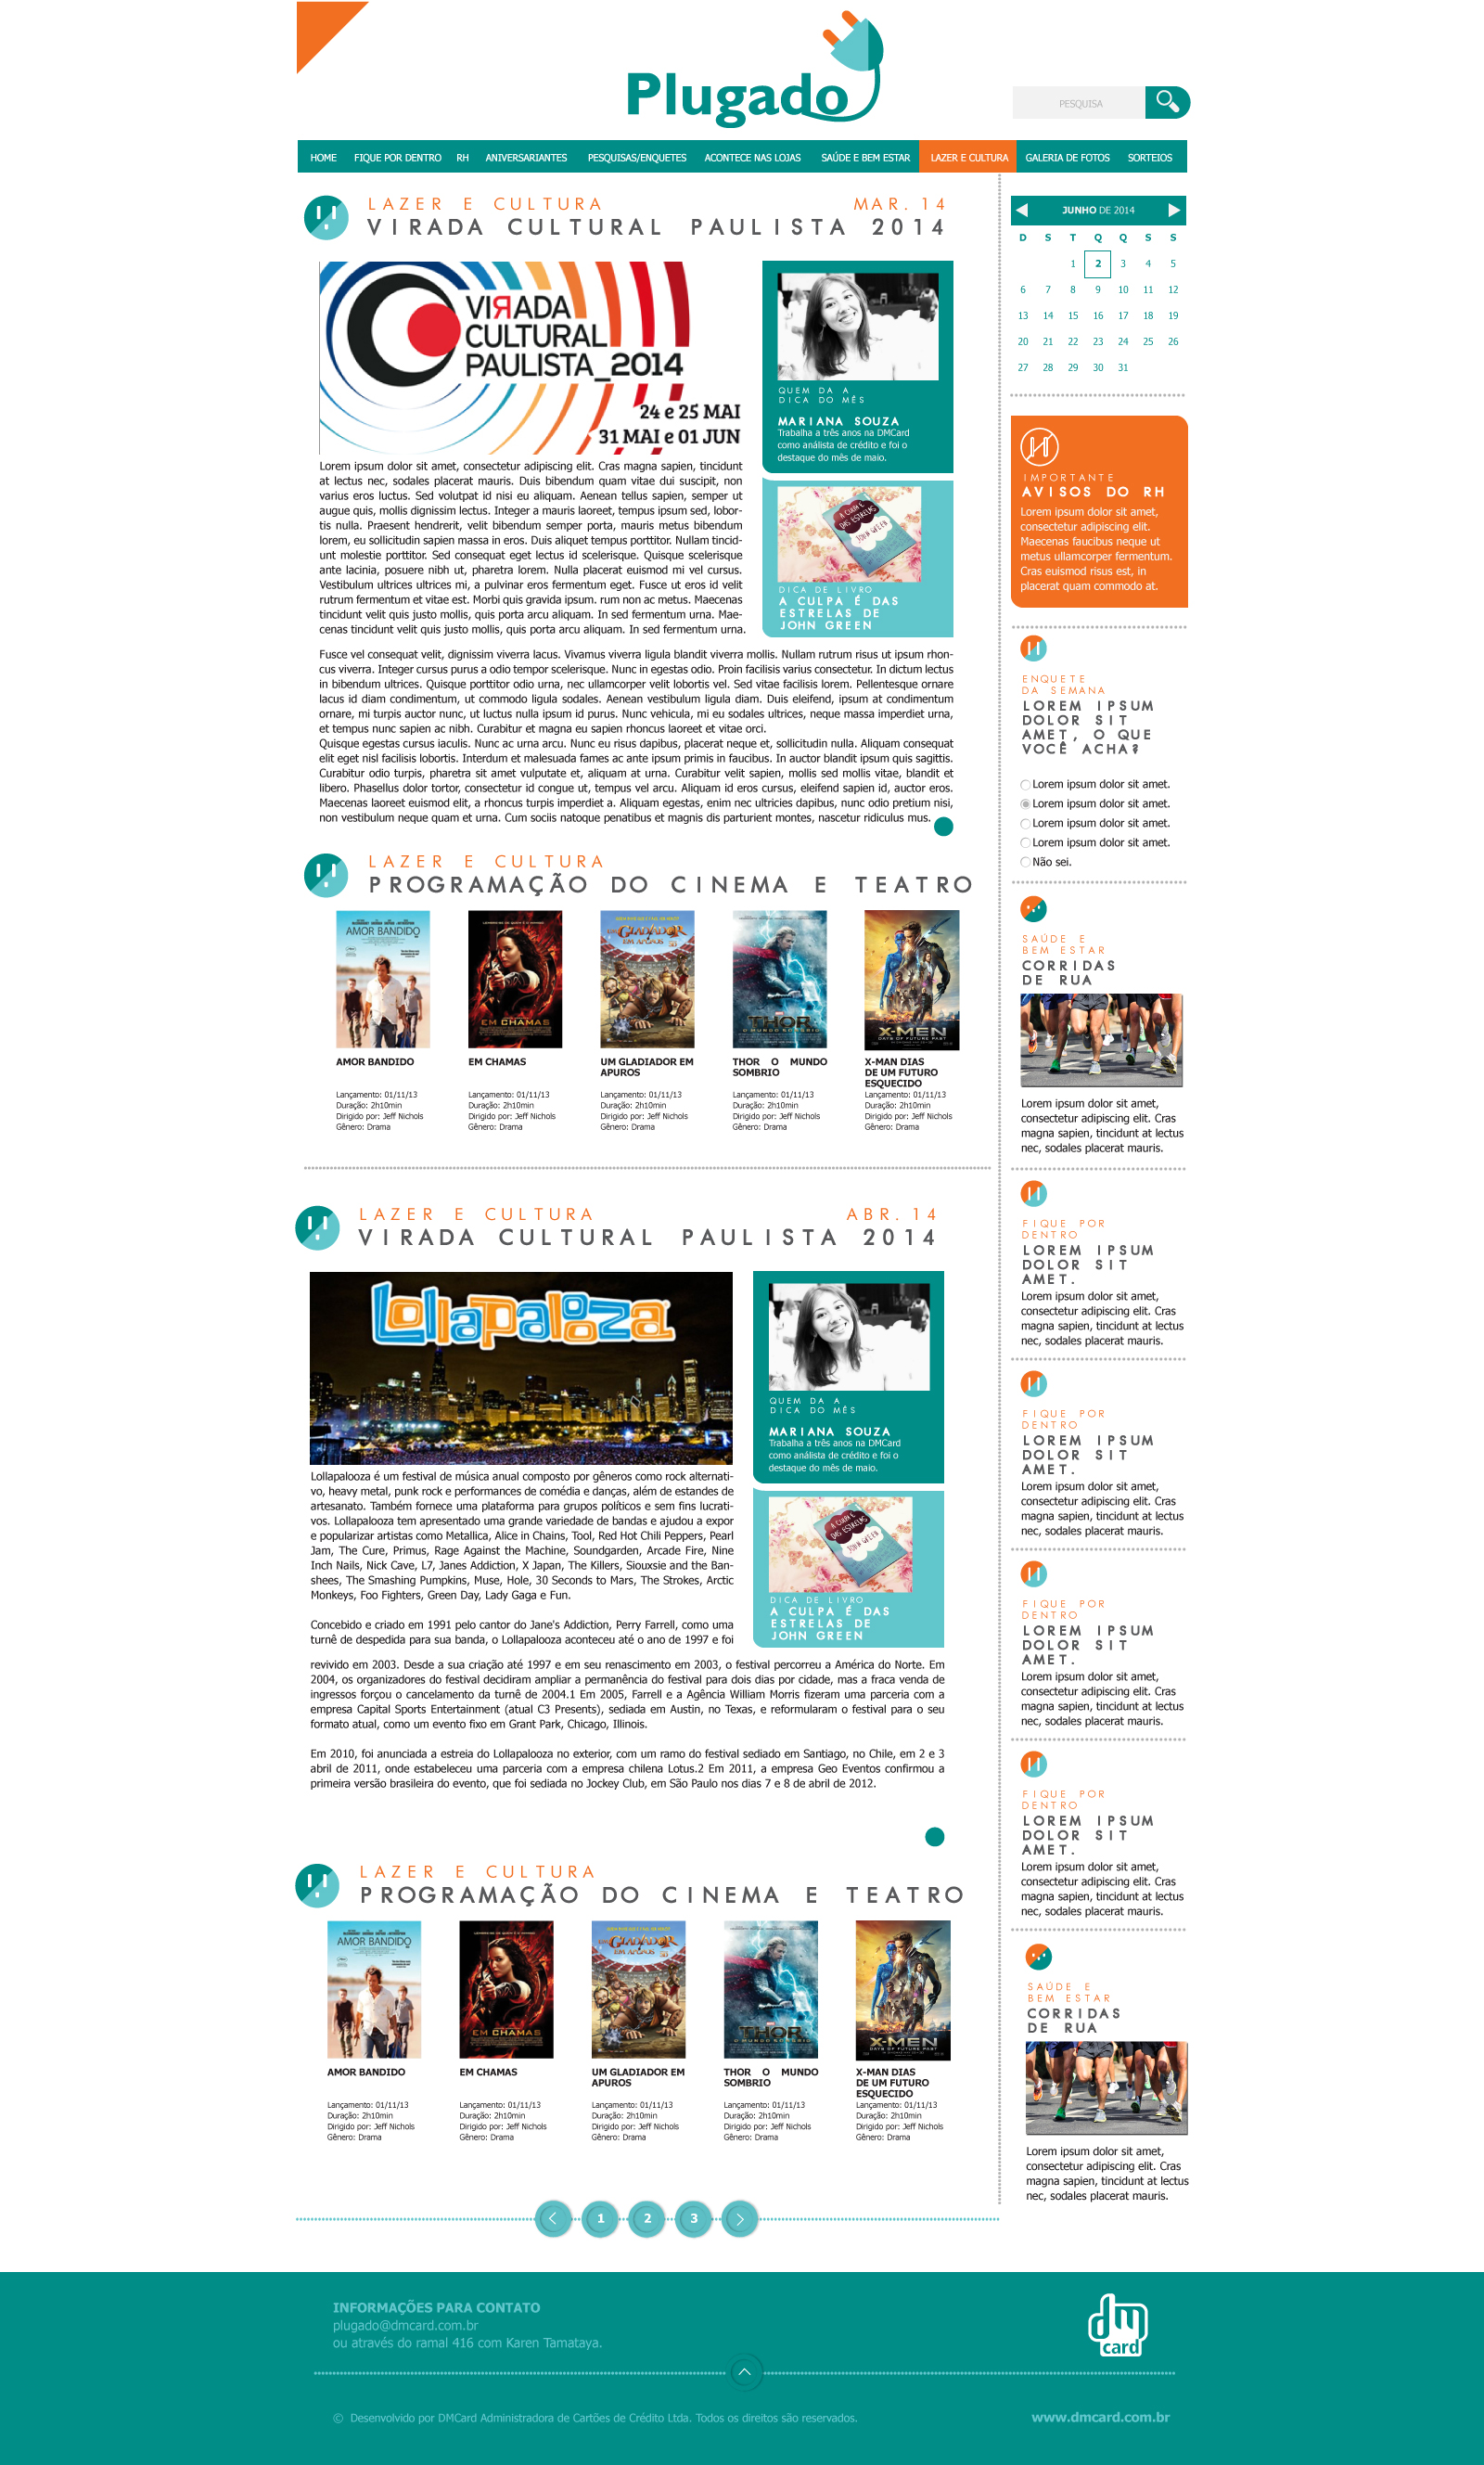 Plugado
PESQUISA
HOME FIQUE POR DENTRO RH ANIVERSARIANTES PESQUISAS/ENQUETES ACONTECE NAS LOJAS SAÚDE E BEM ESTAR LAZER E CULTURA GALERIA DE FOTOS SORTEIOS
LAZER E CULTURA MAR. 14
VIRADA CULTURAL PAULISTA 2014
VIRADA
CULTURAL
PAULISTA_2014
24 e 25 MAI
31 MAI e 01 JUN
Lorem ipsum dolor sit amet, consectetur adipiscing elit. Cras magna sapien, tincidunt
at lectus nec, sodales placerat mauris. Duis bibendum quam vitae dui suscipit, non
varius eros luctus. Sed volutpat id nisi eu aliquam. Aenean tellus sapien, semper ut
augue quis, mollis dignissim lectus. Integer a mauris laoreet, tempus ipsum sed, lobor-
tis nulla. Praesent hendrerit, velit bibendum semper porta, mauris metus bibendum
lorem, eu sollicitudin sapien massa in eros. Duis aliquet tempus porttitor. Nullam tincid-
unt molestie porttitor. Sed consequat eget lectus id scelerisque. Quisque scelerisque
ante lacinia, posuere nibh ut, pharetra lorem. Nulla placerat euismod mi vel cursus.
Vestibulum ultrices ultrices mi, a pulvinar eros fermentum eget. Fusce ut eros id velit
rutrum fermentum et vitae est. Morbi quis gravida ipsum. rum non ac metus. Maecenas
tincidunt velit quis justo mollis, quis porta arcu aliquam. In sed fermentum urna. Mae-
cenas tincidunt velit quis justo mollis, quis porta arcu aliquam. In sed fermentum urna.
QUEM DA A
DICA DO MÊS
MARIANA SOUZA
Trabalha a três anos na DMCard
como análista de crédito e foi o
destaque do mês de maio.
A CULPA É
DAS ESTRELAS
JOHN GREEN
DICA DE LIVRO
A CULPA É DAS
ESTRELAS DE
JOHN GREEN
Fusce vel consequat velit, dignissim viverra lacus. Vivamus viverra ligula blandit viverra mollis. Nullam rutrum risus ut ipsum rhon-
cus viverra. Integer cursus purus a odio tempor scelerisque. Nunc in egestas odio. Proin facilisis varius consectetur. In dictum lectus
in bibendum ultrices. Quisque porttitor odio urna, nec ullamcorper velit lobortis vel. Sed vitae facilisis lorem. Pellentesque ornare
lacus id diam condimentum, ut commodo ligula sodales. Aenean vestibulum ligula diam. Duis eleifend, ipsum at condimentum
ornare, mi turpis auctor nunc, ut luctus nulla ipsum id purus. Nunc vehicula, mi eu sodales ultrices, neque massa imperdiet urna,
et tempus nunc sapien ac nibh. Curabitur et magna eu sapien rhoncus laoreet et vitae orci.
Quisque egestas cursus iaculis. Nunc ac urna arcu. Nunc eu risus dapibus, placerat neque et, sollicitudin nulla. Aliquam consequat
elit eget nisl facilisis lobortis. Interdum et malesuada fames ac ante ipsum primis in faucibus. In auctor blandit ipsum quis sagittis.
Curabitur odio turpis, pharetra sit amet vulputate et, aliquam at urna. Curabitur velit sapien, mollis sed mollis vitae, blandit et
libero. Phasellus dolor tortor, consectetur id congue ut, tempus vel arcu. Aliquam id eros cursus, eleifend sapien id, auctor eros.
Maecenas laoreet euismod elit, a rhoncus turpis imperdiet a. Aliquam egestas, enim nec ultricies dapibus, nunc odio pretium nisi,
non vestibulum neque quam et urna. Cum sociis natoque penatibus et magnis dis parturient montes, nascetur ridiculus mus.
LAZER E CULTURA
PROGRAMAÇÃO DO CINEMA E TEATRO
AMOR BANDIDO
EM CHAMAS
UM GLADIADOR
EM APUROS
THOR
O MUNDO SOMBRIO
X-MEN
DAYS OF FUTURE PAST
AMOR BANDIDO
Lançamento: 01/11/13
Duração: 2h10min
Dirigido por: Jeff Nichols
Gênero: Drama
EM CHAMAS
Lançamento: 01/11/13
Duração: 2h10min
Dirigido por: Jeff Nichols
Gênero: Drama
UM GLADIADOR EM
APUROS
Lançamento: 01/11/13
Duração: 2h10min
Dirigido por: Jeff Nichols
Gênero: Drama
THOR O MUNDO
SOMBRIO
Lançamento: 01/11/13
Duração: 2h10min
Dirigido por: Jeff Nichols
Gênero: Drama
X-MAN DIAS
DE UM FUTURO
ESQUECIDO
Lançamento: 01/11/13
Duração: 2h10min
Dirigido por: Jeff Nichols
Gênero: Drama
LAZER E CULTURA ABR. 14
VIRADA CULTURAL PAULISTA 2014
Lollapalooza
Lollapalooza é um festival de música anual composto por gêneros como rock alternati-
vo, heavy metal, punk rock e performances de comédia e danças, além de estandes de
artesanato. Também fornece uma plataforma para grupos políticos e sem fins lucrati-
vos. Lollapalooza tem apresentado uma grande variedade de bandas e ajudou a expor
e popularizar artistas como Metallica, Alice in Chains, Tool, Red Hot Chili Peppers, Pearl
Jam, The Cure, Primus, Rage Against the Machine, Soundgarden, Arcade Fire, Nine
Inch Nails, Nick Cave, L7, Janes Addiction, X Japan, The Killers, Siouxsie and the Ban-
shees, The Smashing Pumpkins, Muse, Hole, 30 Seconds to Mars, The Strokes, Arctic
Monkeys, Foo Fighters, Green Day, Lady Gaga e Fun.
Concebido e criado em 1991 pelo cantor do Jane's Addiction, Perry Farrell, como uma
turnê de despedida para sua banda, o Lollapalooza aconteceu até o ano de 1997 e foi
QUEM DA A
DICA DO MÊS
MARIANA SOUZA
Trabalha a três anos na DMCard
como análista de crédito e foi o
destaque do mês de maio.
A CULPA É
DAS ESTRELAS
JOHN GREEN
DICA DE LIVRO
A CULPA É DAS
ESTRELAS DE
JOHN GREEN
revivido em 2003. Desde a sua criação até 1997 e em seu renascimento em 2003, o festival percorreu a América do Norte. Em
2004, os organizadores do festival decidiram ampliar a permanência do festival para dois dias por cidade, mas a fraca venda de
ingressos forçou o cancelamento da turnê de 2004.1 Em 2005, Farrell e a Agência William Morris fizeram uma parceria com a
empresa Capital Sports Entertainment (atual C3 Presents), sediada em Austin, no Texas, e reformularam o festival para o seu
formato atual, como um evento fixo em Grant Park, Chicago, Illinois.
Em 2010, foi anunciada a estreia do Lollapalooza no exterior, com um ramo do festival sediado em Santiago, no Chile, em 2 e 3
abril de 2011, onde estabeleceu uma parceria com a empresa chilena Lotus.2 Em 2011, a empresa Geo Eventos confirmou a
primeira versão brasileira do evento, que foi sediada no Jockey Club, em São Paulo nos dias 7 e 8 de abril de 2012.
LAZER E CULTURA
PROGRAMAÇÃO DO CINEMA E TEATRO
AMOR BANDIDO
EM CHAMAS
UM GLADIADOR
EM APUROS
THOR
O MUNDO SOMBRIO
X-MEN
DAYS OF FUTURE PAST
AMOR BANDIDO
Lançamento: 01/11/13
Duração: 2h10min
Dirigido por: Jeff Nichols
Gênero: Drama
EM CHAMAS
Lançamento: 01/11/13
Duração: 2h10min
Dirigido por: Jeff Nichols
Gênero: Drama
UM GLADIADOR EM
APUROS
Lançamento: 01/11/13
Duração: 2h10min
Dirigido por: Jeff Nichols
Gênero: Drama
THOR O MUNDO
SOMBRIO
Lançamento: 01/11/13
Duração: 2h10min
Dirigido por: Jeff Nichols
Gênero: Drama
X-MAN DIAS
DE UM FUTURO
ESQUECIDO
Lançamento: 01/11/13
Duração: 2h10min
Dirigido por: Jeff Nichols
Gênero: Drama
1 2 3
JUNHO DE 2014
D S T Q Q S S
1 2 3 4 5
6 7 8 9 10 11 12
13 14 15 16 17 18 19
20 21 22 23 24 25 26
27 28 29 30 31
IMPORTANTE
AVISOS DO RH
Lorem ipsum dolor sit amet,
consectetur adipiscing elit.
Maecenas faucibus neque ut
metus ullamcorper fermentum.
Cras euismod risus est, in
placerat quam commodo at.
ENQUETE
DA SEMANA
LOREM IPSUM
DOLOR SIT
AMET, O QUE
VOCÊ ACHA?
Lorem ipsum dolor sit amet.
Lorem ipsum dolor sit amet.
Lorem ipsum dolor sit amet.
Lorem ipsum dolor sit amet.
Não sei.
SAÚDE E
BEM ESTAR
CORRIDAS
DE RUA
Lorem ipsum dolor sit amet,
consectetur adipiscing elit. Cras
magna sapien, tincidunt at lectus
nec, sodales placerat mauris.
FIQUE POR
DENTRO
LOREM IPSUM
DOLOR SIT
AMET.
Lorem ipsum dolor sit amet,
consectetur adipiscing elit. Cras
magna sapien, tincidunt at lectus
nec, sodales placerat mauris.
FIQUE POR
DENTRO
LOREM IPSUM
DOLOR SIT
AMET.
Lorem ipsum dolor sit amet,
consectetur adipiscing elit. Cras
magna sapien, tincidunt at lectus
nec, sodales placerat mauris.
FIQUE POR
DENTRO
LOREM IPSUM
DOLOR SIT
AMET.
Lorem ipsum dolor sit amet,
consectetur adipiscing elit. Cras
magna sapien, tincidunt at lectus
nec, sodales placerat mauris.
FIQUE POR
DENTRO
LOREM IPSUM
DOLOR SIT
AMET.
Lorem ipsum dolor sit amet,
consectetur adipiscing elit. Cras
magna sapien, tincidunt at lectus
nec, sodales placerat mauris.
SAÚDE E
BEM ESTAR
CORRIDAS
DE RUA
Lorem ipsum dolor sit amet,
consectetur adipiscing elit. Cras
magna sapien, tincidunt at lectus
nec, sodales placerat mauris.
INFORMAÇÕES PARA CONTATO
plugado@dmcard.com.br
ou através do ramal 416 com Karen Tamataya.
dm
card
© Desenvolvido por DMCard Administradora de Cartões de Crédito Ltda. Todos os direitos são reservados.
www.dmcard.com.br